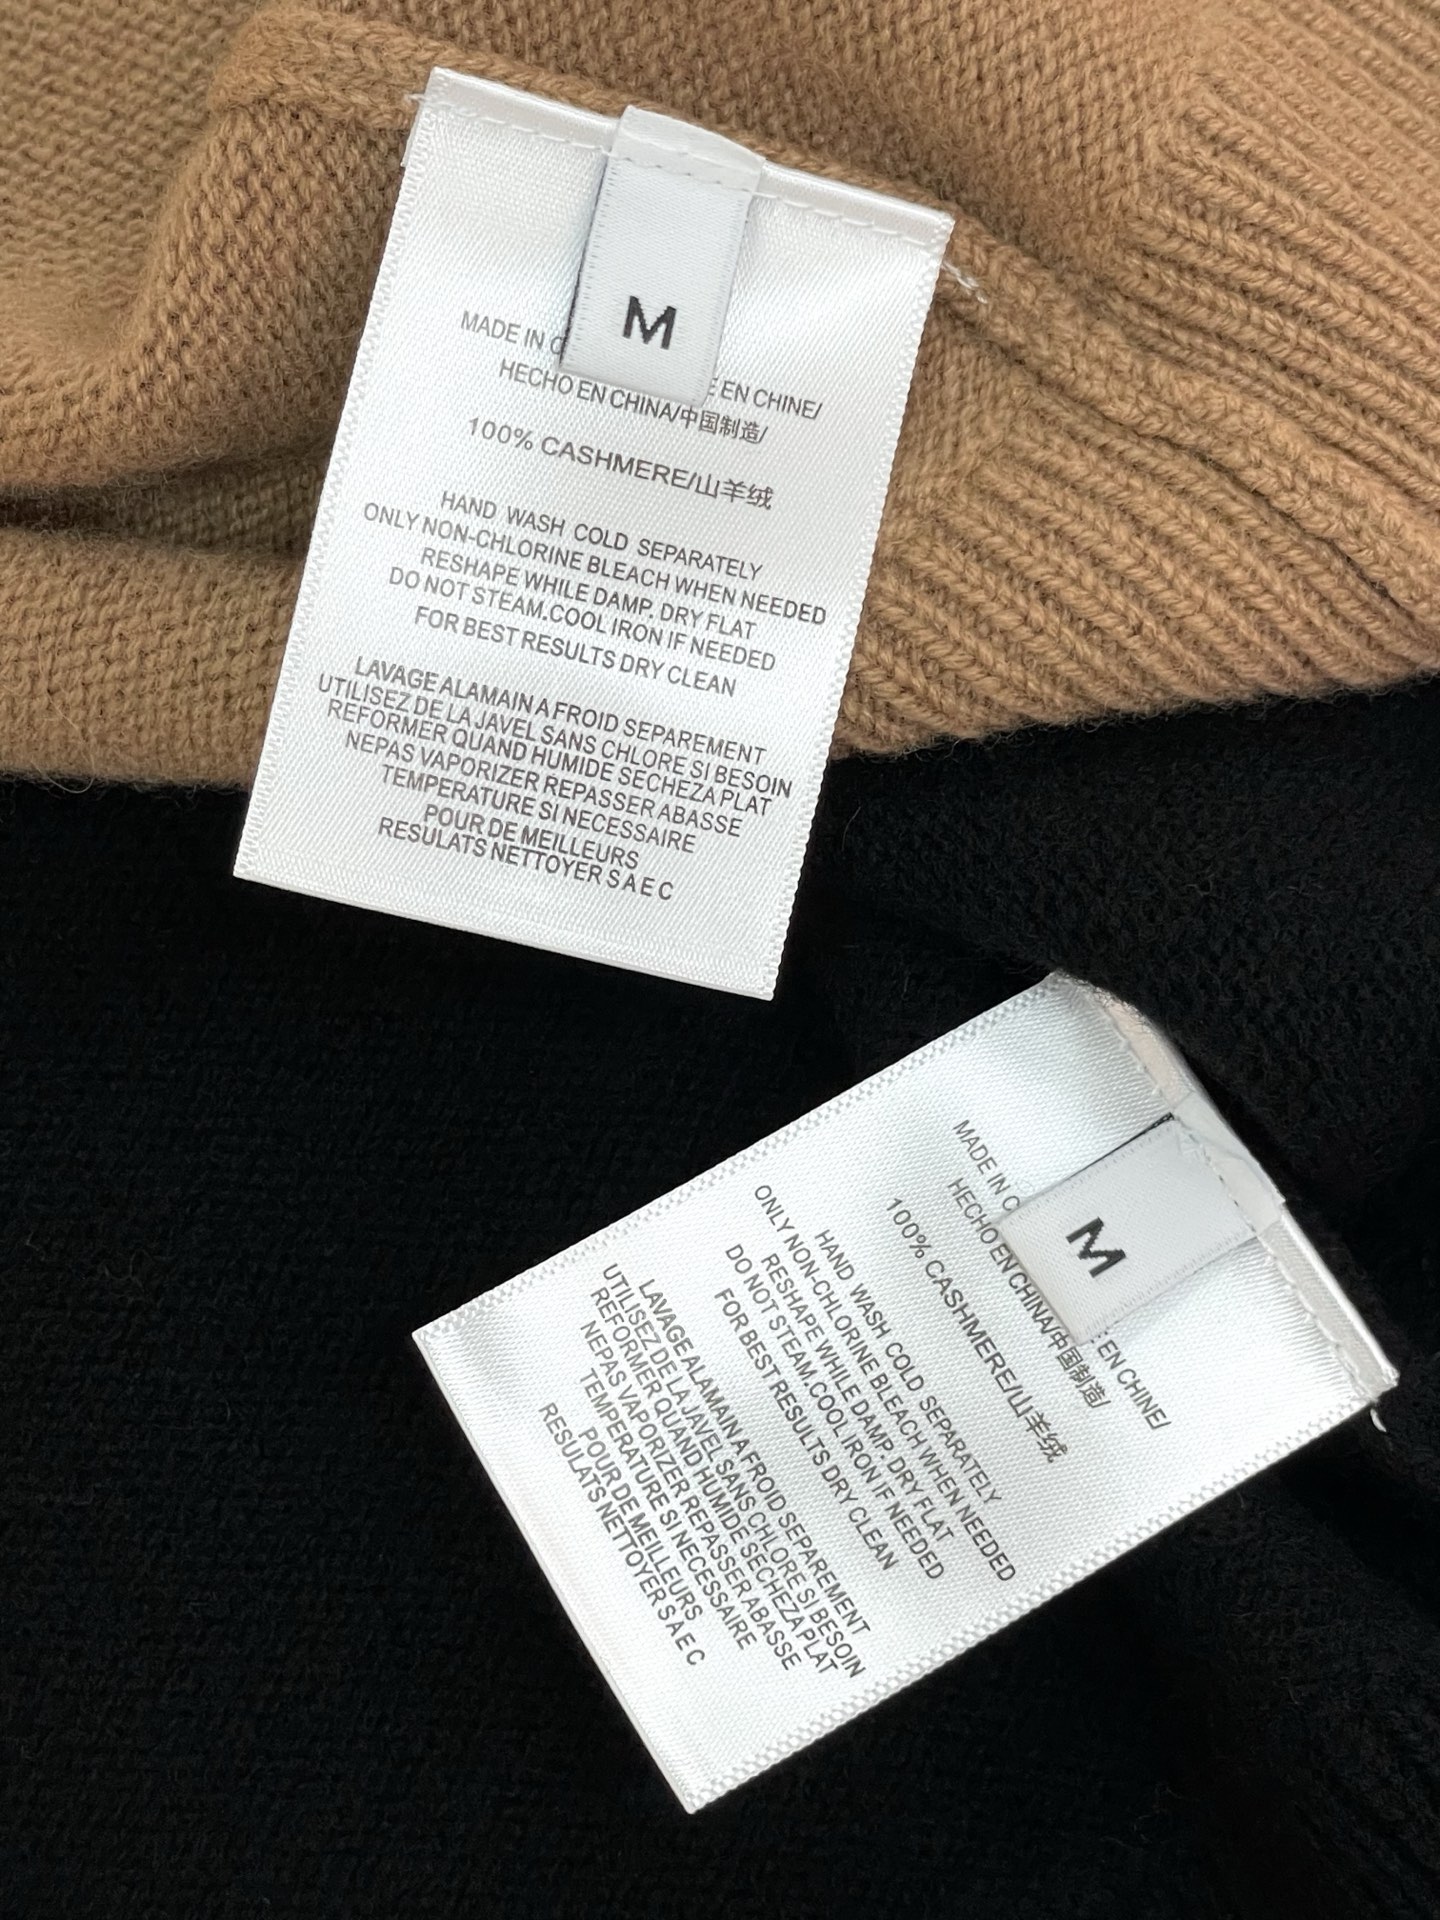 M
MADE IN
EN CHINE/
HECHO EN CHINA/中国制造/
100% CASHMERE/山羊绒
HAND WASH COLD SEPARATELY
ONLY NON-CHLORINE BLEACH WHEN NEEDED
RESHAPE WHILE DAMP. DRY FLAT
DO NOT STEAM.COOL IRON IF NEEDED
FOR BEST RESULTS DRY CLEAN
LAVAGE ALAMAIN A FROID SEPAREMENT
UTILISEZ DE LA JAVEL SANS CHLORE SI BESOIN
REFORMER QUAND HUMIDE SECHEZA PLAT
NEPAS VAPORIZER REPASSER ABASSE
TEMPERATURE SI NECESSAIRE
POUR DE MEILLEURS
RESULATS NETTOYER S A E C
M
MADE IN
EN CHINE/
HECHO EN CHINA/中国制造/
100% CASHMERE/山羊绒
HAND WASH COLD SEPARATELY
ONLY NON-CHLORINE BLEACH WHEN NEEDED
RESHAPE WHILE DAMP. DRY FLAT
DO NOT STEAM.COOL IRON IF NEEDED
FOR BEST RESULTS DRY CLEAN
LAVAGE ALAMAIN A FROID SEPAREMENT
UTILISEZ DE LA JAVEL SANS CHLORE SI BESOIN
REFORMER QUAND HUMIDE SECHEZA PLAT
NEPAS VAPORIZER REPASSER ABASSE
TEMPERATURE SI NECESSAIRE
POUR DE MEILLEURS
RESULATS NETTOYER S A E C